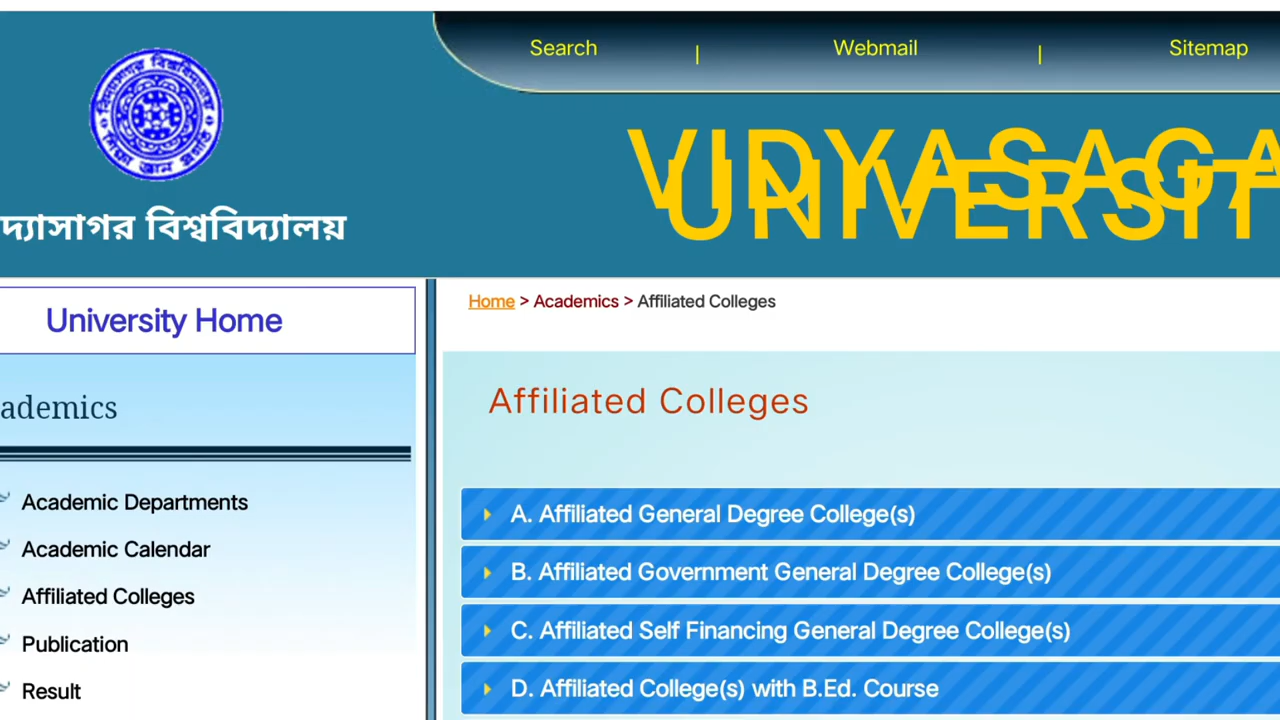 Search | Webmail | Sitemap
VIDYASAGA
UNIVERSIT
দ্যাসাগর বিশ্ববিদ্যালয়
University Home
Home > Academics > Affiliated Colleges
ademics
Affiliated Colleges
Academic Departments
Academic Calendar
Affiliated Colleges
Publication
Result
A. Affiliated General Degree College(s)
B. Affiliated Government General Degree College(s)
C. Affiliated Self Financing General Degree College(s)
D. Affiliated College(s) with B.Ed. Course